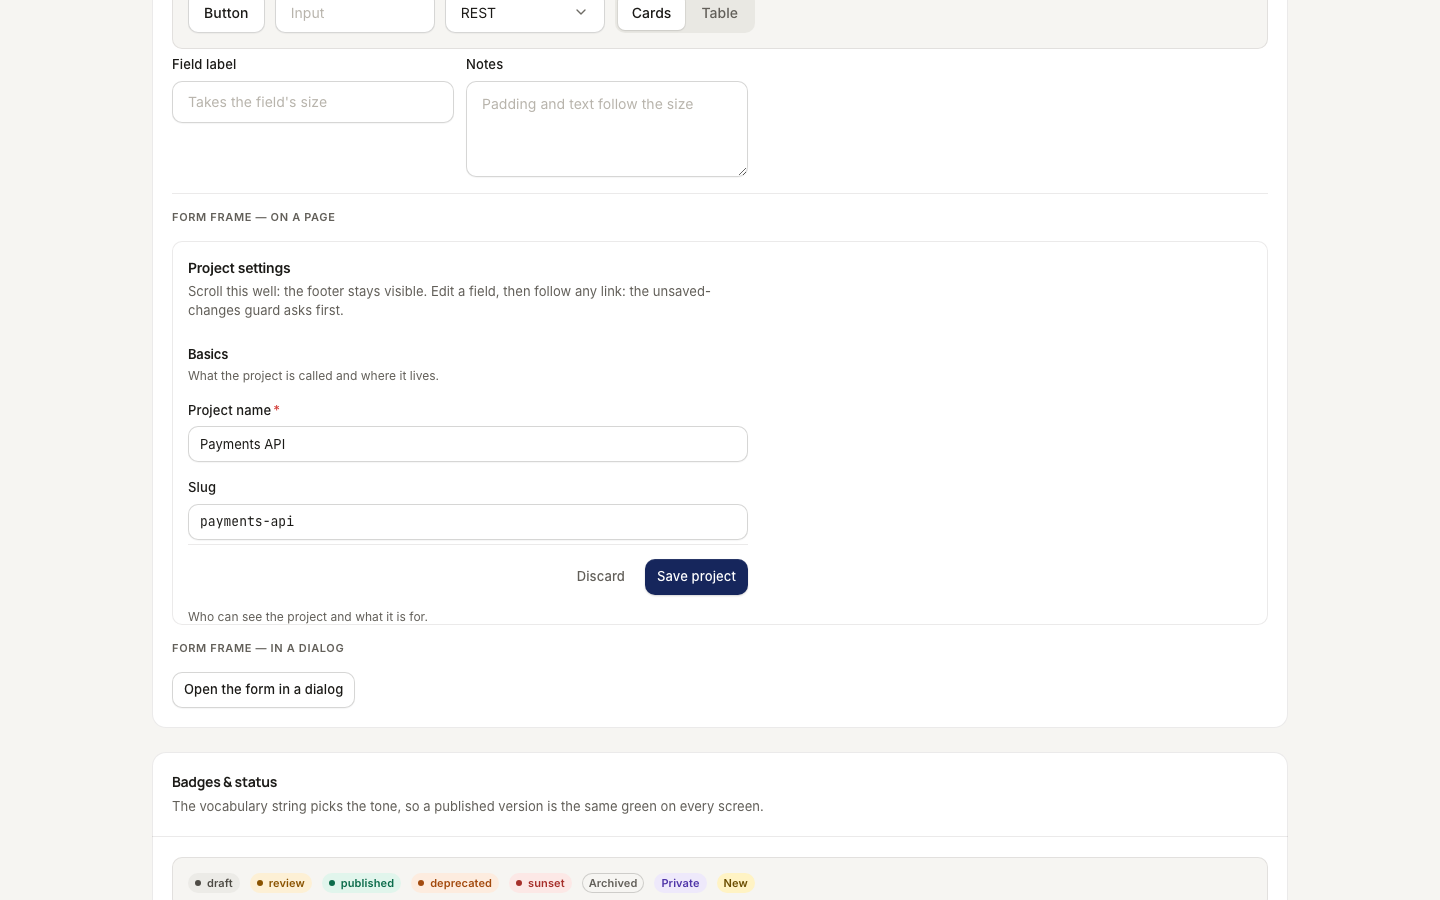 Button
Input
REST
Cards
Table
Field label
Notes
Takes the field's size
Padding and text follow the size
FORM FRAME — ON A PAGE
Project settings
Scroll this well: the footer stays visible. Edit a field, then follow any link: the unsaved-
changes guard asks first.
Basics
What the project is called and where it lives.
Project name*
Payments API
Slug
payments-api
Discard
Save project
Who can see the project and what it is for.
FORM FRAME — IN A DIALOG
Open the form in a dialog
Badges & status
The vocabulary string picks the tone, so a published version is the same green on every screen.
draft
review
published
deprecated
sunset
Archived
Private
New